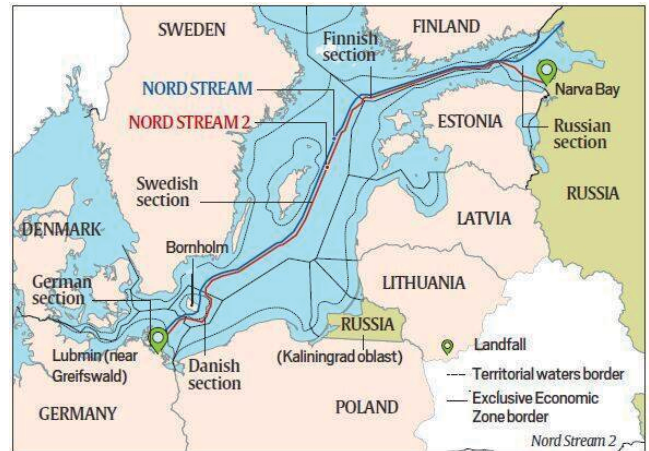 SWEDEN
FINLAND
Finnish
section
NORD STREAM
NORD STREAM 2
Narva Bay
ESTONIA
Russian
section
Swedish
section
RUSSIA
LATVIA
DENMARK
Bornholm
German
section
LITHUANIA
RUSSIA
(Kaliningrad oblast)
Landfall
Lubmin (near
Greifswald)
Danish
section
Territorial waters border
Exclusive Economic
Zone border
GERMANY
POLAND
Nord Stream 2